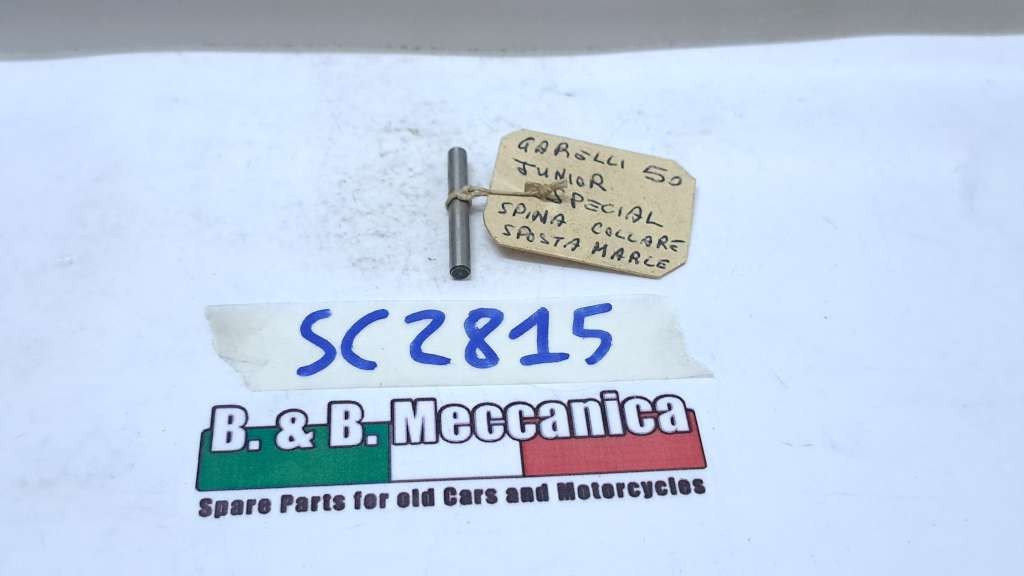 GARELLI 50
JUNIOR
SPECIAL
SPINA COLLARE
SPOSTA MARCE
SC2815
B. & B. Meccanica
Spare Parts for old Cars and Motorcycles